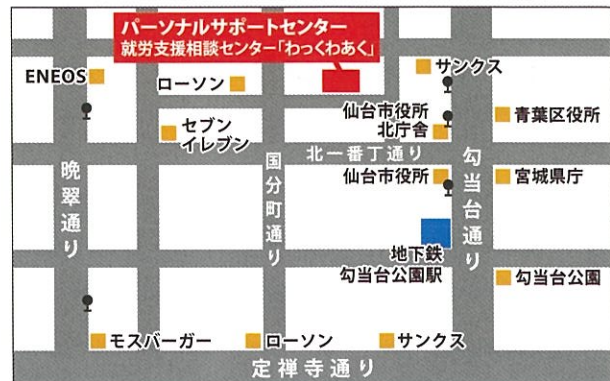 パーソナルサポートセンター
就労支援相談センター「わっくわあく」
ENEOS
ローソン
サンクス
セブン
イレブン
仙台市役所
北庁舎
青葉区役所
北一番丁通り
晩翠通り
国分町通り
勾当台通り
仙台市役所
宮城県庁
地下鉄
勾当台公園駅
勾当台公園
モスバーガー
ローソン
サンクス
定禅寺通り